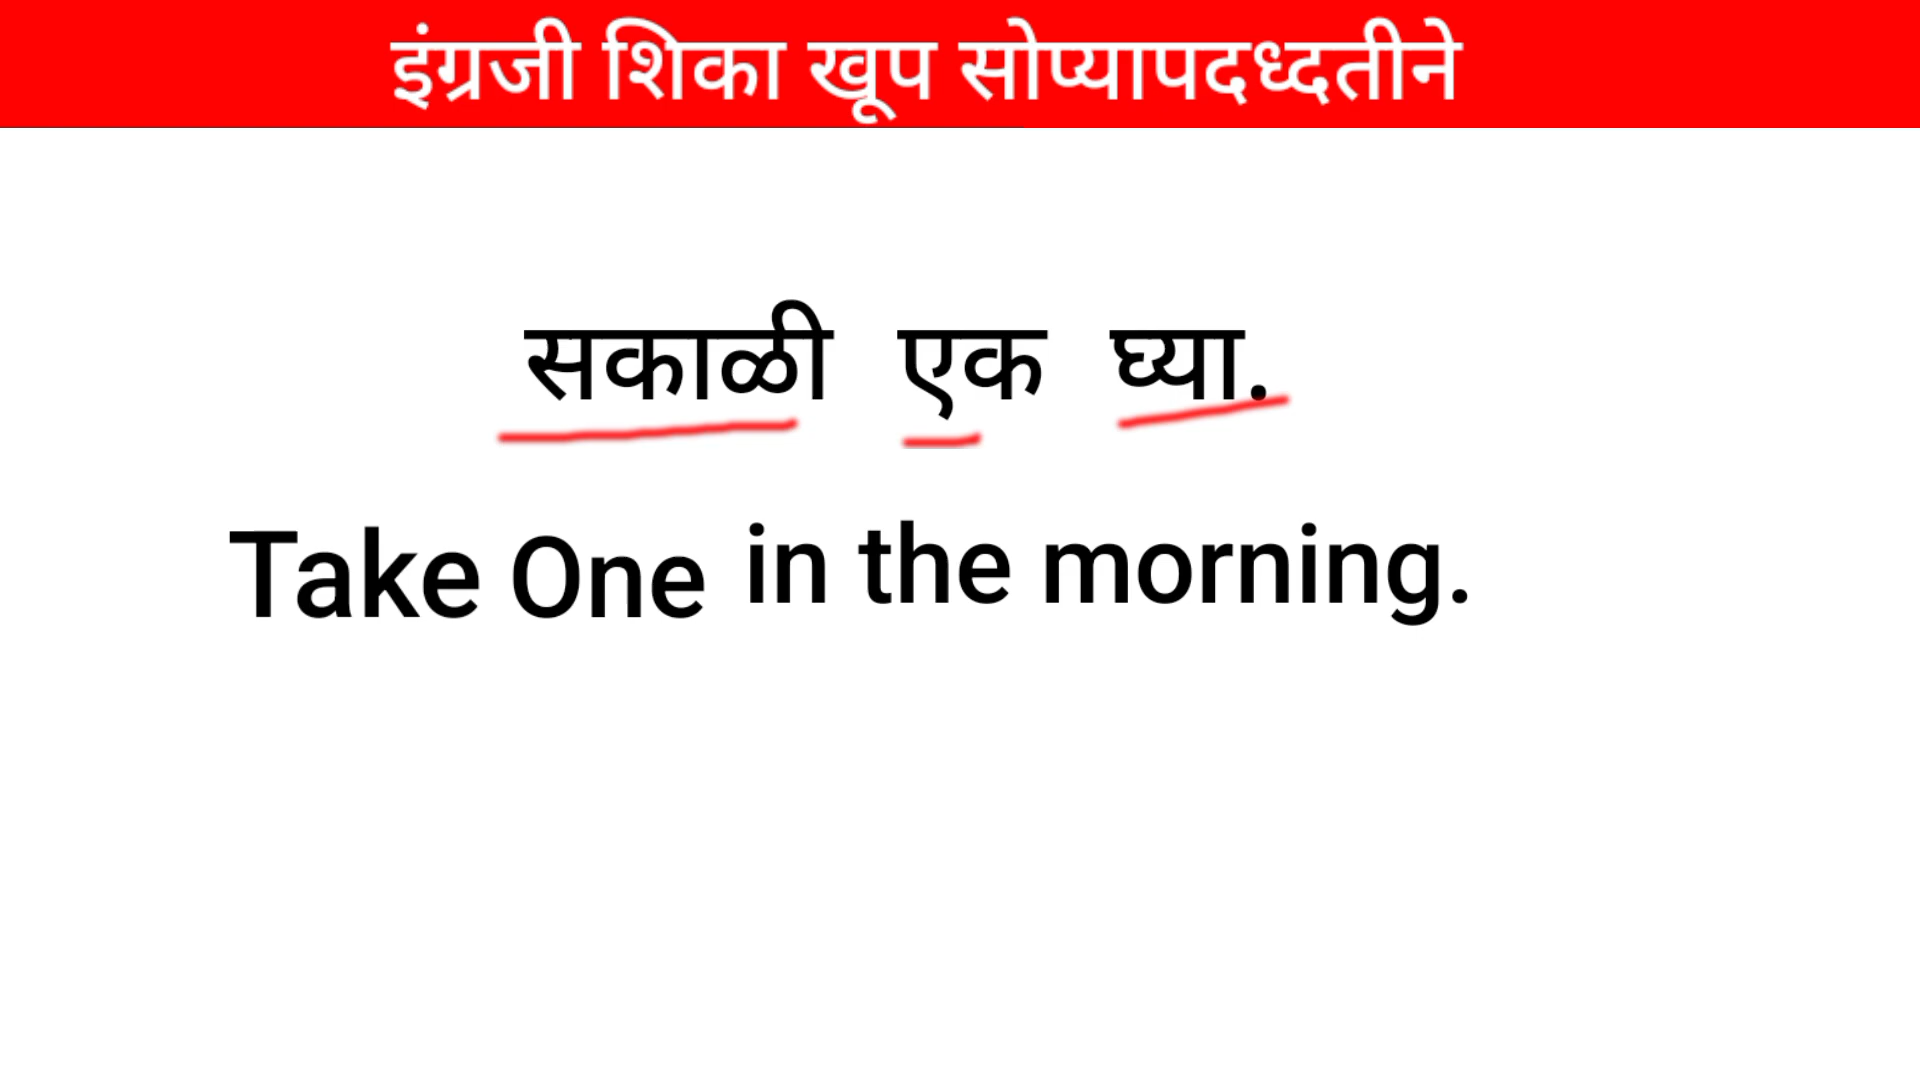 इंग्रजी शिका खूप सोप्यापदध्दतीने
सकाळी एक घ्या.
Take One in the morning.